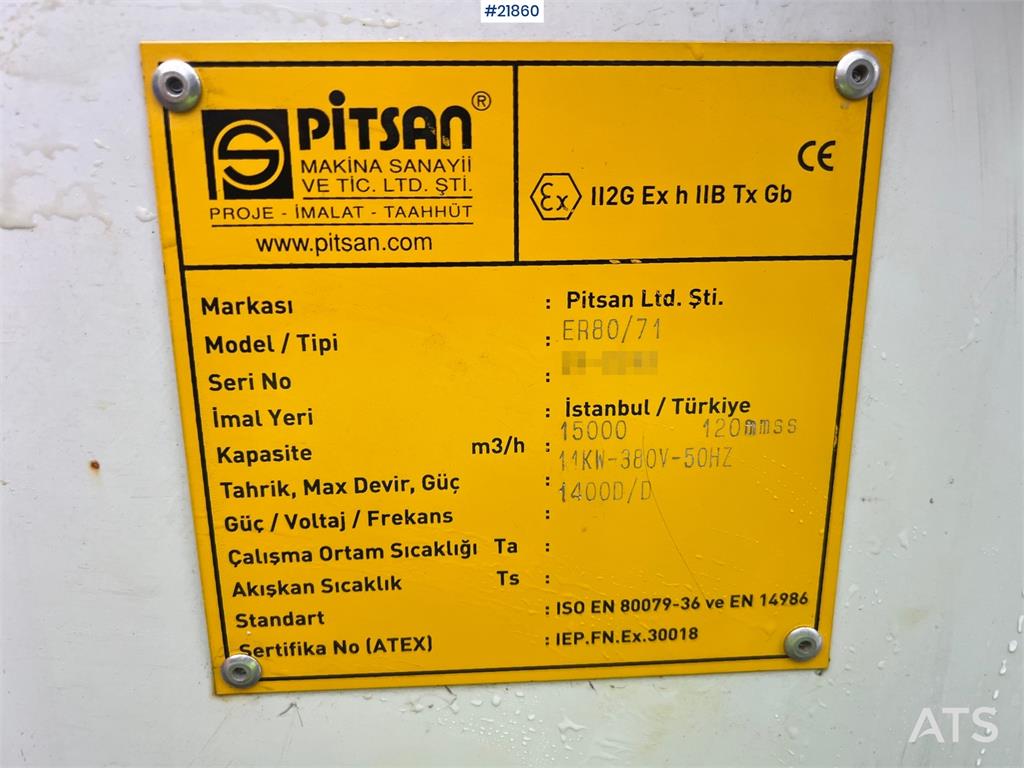 #21860
PİTSAN®
MAKİNA SANAYİİ
VE TİC. LTD. ŞTİ.
PROJE - İMALAT - TAAHHÜT
www.pitsan.com
CE
Ex II2G Ex h IIB Tx Gb
Markası : Pitsan Ltd. Şti.
Model / Tipi : ER80/71
Seri No :
İmal Yeri : İstanbul / Türkiye
Kapasite m3/h : 15000 120mmss
Tahrik, Max Devir, Güç : 11KW-380V-50HZ
Güç / Voltaj / Frekans : 1400D/D
Çalışma Ortam Sıcaklığı Ta :
Akışkan Sıcaklık Ts :
Standart : ISO EN 80079-36 ve EN 14986
Sertifika No (ATEX) : IEP.FN.Ex.30018
ATS